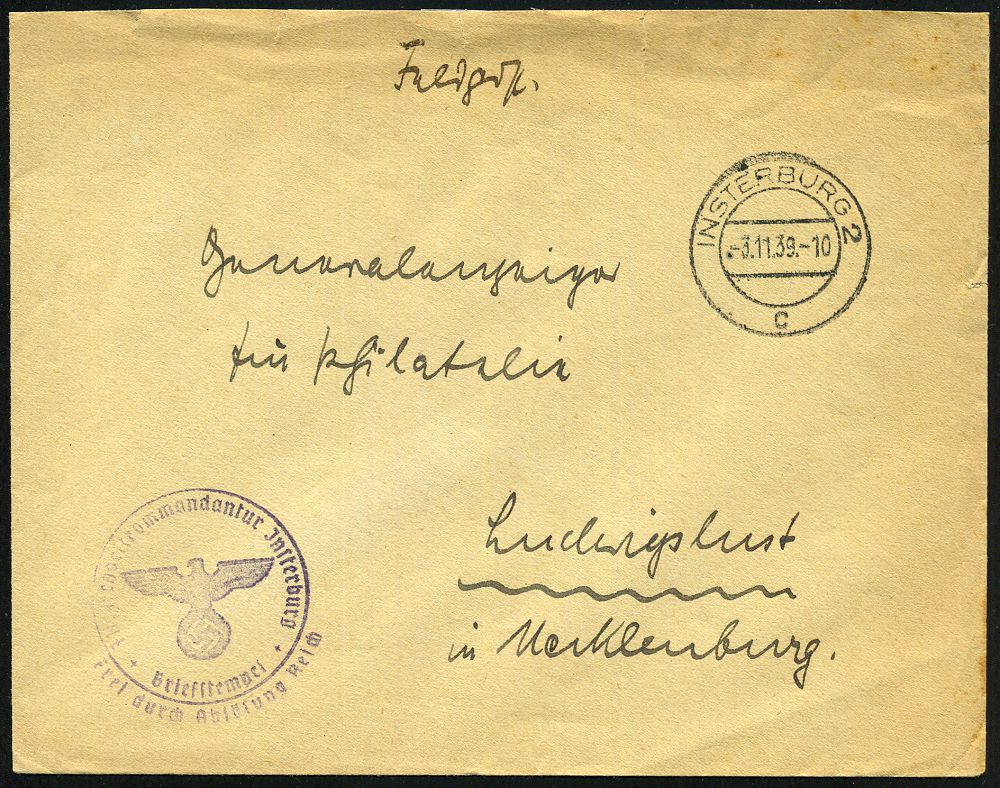 Feldpost.
INSTERBURG 2
-3.11.39.-10
c
Generalanzeiger
für Philatelie
Ludwigslust
in Mecklenburg.
kommandantur Insterburg
Briefstempel
Frei durch Ablösung Reich